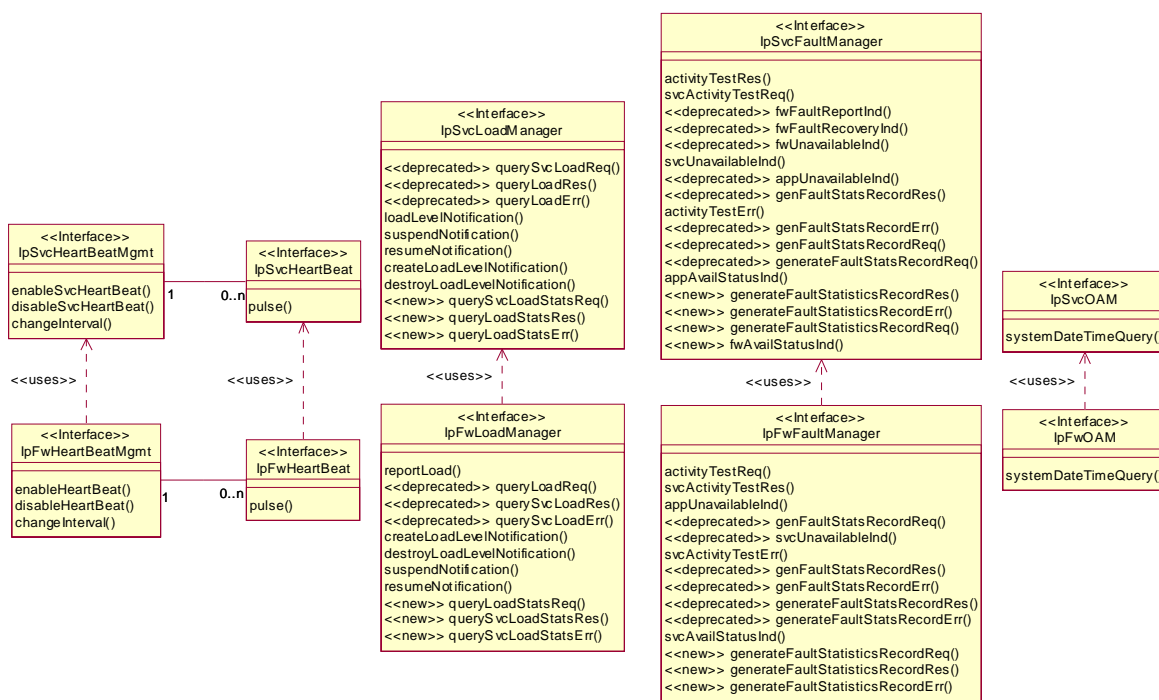 <<Interface>>
IpSvcHeartBeatMgmt
enableSvcHeartBeat()
disableSvcHeartBeat()
changeInterval()
1
0..n
<<Interface>>
IpSvcHeartBeat
pulse()
<<Interface>>
IpSvcLoadManager
<<deprecated>> querySvcLoadReq()
<<deprecated>> queryLoadRes()
<<deprecated>> queryLoadErr()
loadLevelNotification()
suspendNotification()
resumeNotification()
createLoadLevelNotification()
destroyLoadLevelNotification()
<<new>> querySvcLoadStatsReq()
<<new>> queryLoadStatsRes()
<<new>> queryLoadStatsErr()
<<Interface>>
IpSvcFaultManager
activityTestRes()
svcActivityTestReq()
<<deprecated>> fwFaultReportInd()
<<deprecated>> fwFaultRecoveryInd()
<<deprecated>> fwUnavailableInd()
svcUnavailableInd()
<<deprecated>> appUnavailableInd()
<<deprecated>> genFaultStatsRecordRes()
activityTestErr()
<<deprecated>> genFaultStatsRecordErr()
<<deprecated>> genFaultStatsRecordReq()
<<deprecated>> generateFaultStatsRecordReq()
appAvailStatusInd()
<<new>> generateFaultStatisticsRecordRes()
<<new>> generateFaultStatisticsRecordErr()
<<new>> generateFaultStatisticsRecordReq()
<<new>> fwAvailStatusInd()
<<Interface>>
IpSvcOAM
systemDateTimeQuery()
<<uses>>
<<uses>>
<<uses>>
<<uses>>
<<uses>>
<<Interface>>
IpFwHeartBeatMgmt
enableHeartBeat()
disableHeartBeat()
changeInterval()
1
0..n
<<Interface>>
IpFwHeartBeat
pulse()
<<Interface>>
IpFwLoadManager
reportLoad()
<<deprecated>> queryLoadReq()
<<deprecated>> querySvcLoadRes()
<<deprecated>> querySvcLoadErr()
createLoadLevelNotification()
destroyLoadLevelNotification()
suspendNotification()
resumeNotification()
<<new>> queryLoadStatsReq()
<<new>> querySvcLoadStatsRes()
<<new>> querySvcLoadStatsErr()
<<Interface>>
IpFwFaultManager
activityTestReq()
svcActivityTestRes()
appUnavailableInd()
<<deprecated>> genFaultStatsRecordReq()
<<deprecated>> svcUnavailableInd()
svcActivityTestErr()
<<deprecated>> genFaultStatsRecordRes()
<<deprecated>> genFaultStatsRecordErr()
<<deprecated>> generateFaultStatsRecordRes()
<<deprecated>> generateFaultStatsRecordErr()
svcAvailStatusInd()
<<new>> generateFaultStatisticsRecordReq()
<<new>> generateFaultStatisticsRecordRes()
<<new>> generateFaultStatisticsRecordErr()
<<Interface>>
IpFwOAM
systemDateTimeQuery()